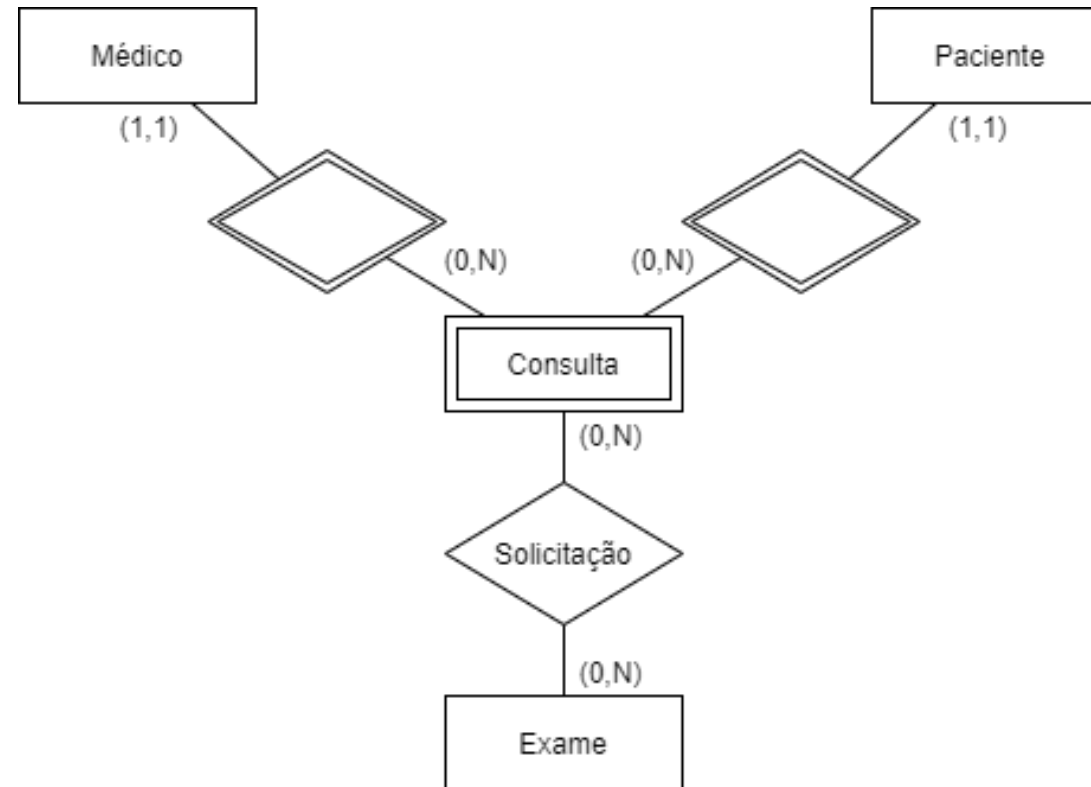 Médico
Paciente
(1,1)
(1,1)
(0,N)
(0,N)
Consulta
(0,N)
Solicitação
(0,N)
Exame